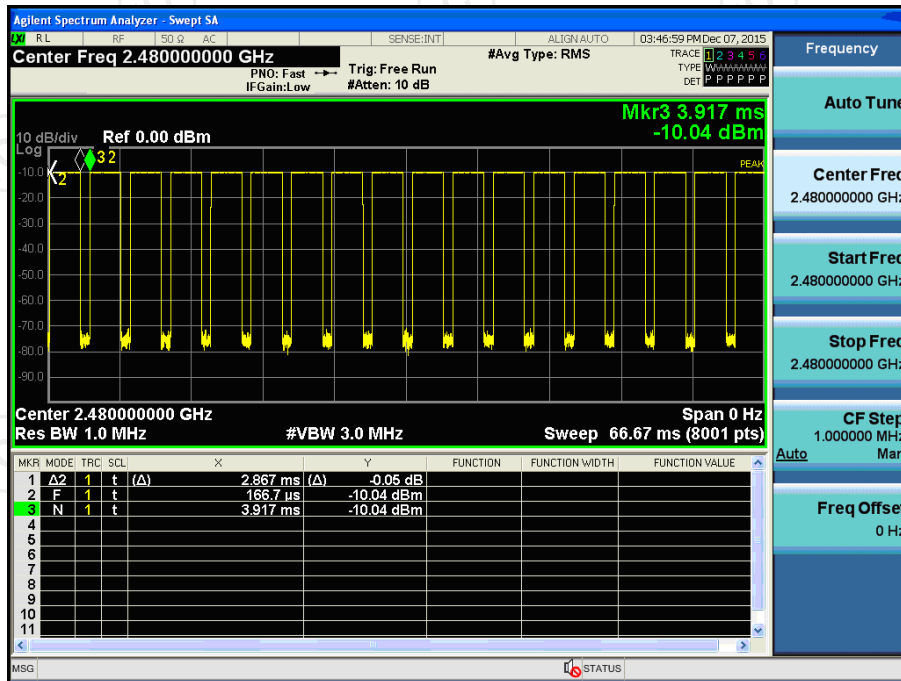 Agilent Spectrum Analyzer - Swept SA
LXI RL RF 50 Ω AC SENSE:INT ALIGN AUTO 03:46:59 PM Dec 07, 2015
Center Freq 2.480000000 GHz #Avg Type: RMS TRACE 1 2 3 4 5 6
PNO: Fast Trig: Free Run TYPE WWWWWW
IFGain:Low #Atten: 10 dB DET P P P P P P
Mkr3 3.917 ms
-10.04 dBm
10 dB/div Ref 0.00 dBm
Log
3 2
PEAK
-10.0
2
-20.0
-30.0
-40.0
-50.0
-60.0
-70.0
-80.0
-90.0
Center 2.480000000 GHz Span 0 Hz
Res BW 1.0 MHz #VBW 3.0 MHz Sweep 66.67 ms (8001 pts)
MKR MODE TRC SCL X Y FUNCTION FUNCTION WIDTH FUNCTION VALUE
1 Δ2 1 t (Δ) 2.867 ms (Δ) -0.05 dB
2 F 1 t 166.7 µs -10.04 dBm
3 N 1 t 3.917 ms -10.04 dBm
4
5
6
7
8
9
10
11
MSG STATUS
Frequency
Auto Tune
Center Freq
2.480000000 GHz
Start Freq
2.480000000 GHz
Stop Freq
2.480000000 GHz
CF Step
1.000000 MHz
Auto Man
Freq Offset
0 Hz